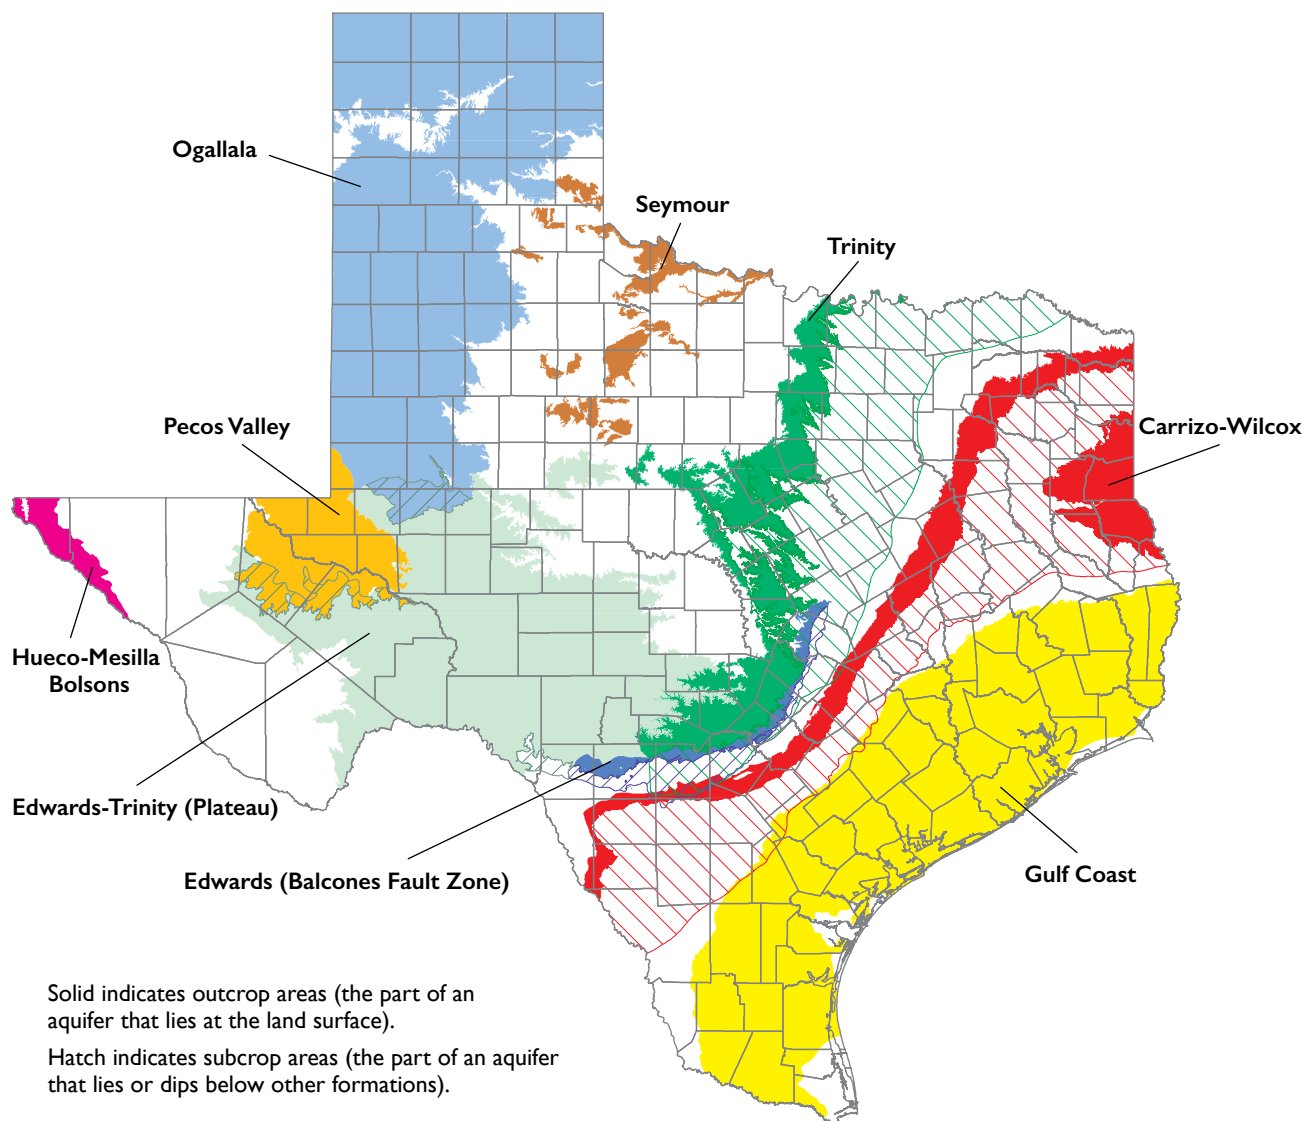 Ogallala
Seymour
Trinity
Pecos Valley
Carrizo-Wilcox
Hueco-Mesilla
Bolsons
Edwards-Trinity (Plateau)
Edwards (Balcones Fault Zone)
Gulf Coast
Solid indicates outcrop areas (the part of an
aquifer that lies at the land surface).
Hatch indicates subcrop areas (the part of an aquifer
that lies or dips below other formations).